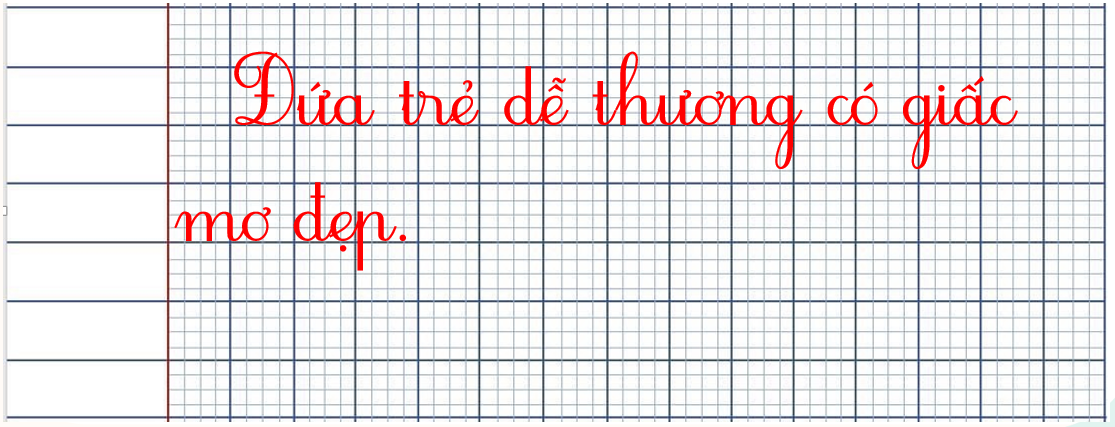 Đứa trẻ dễ thương có giấc
mơ đẹp.